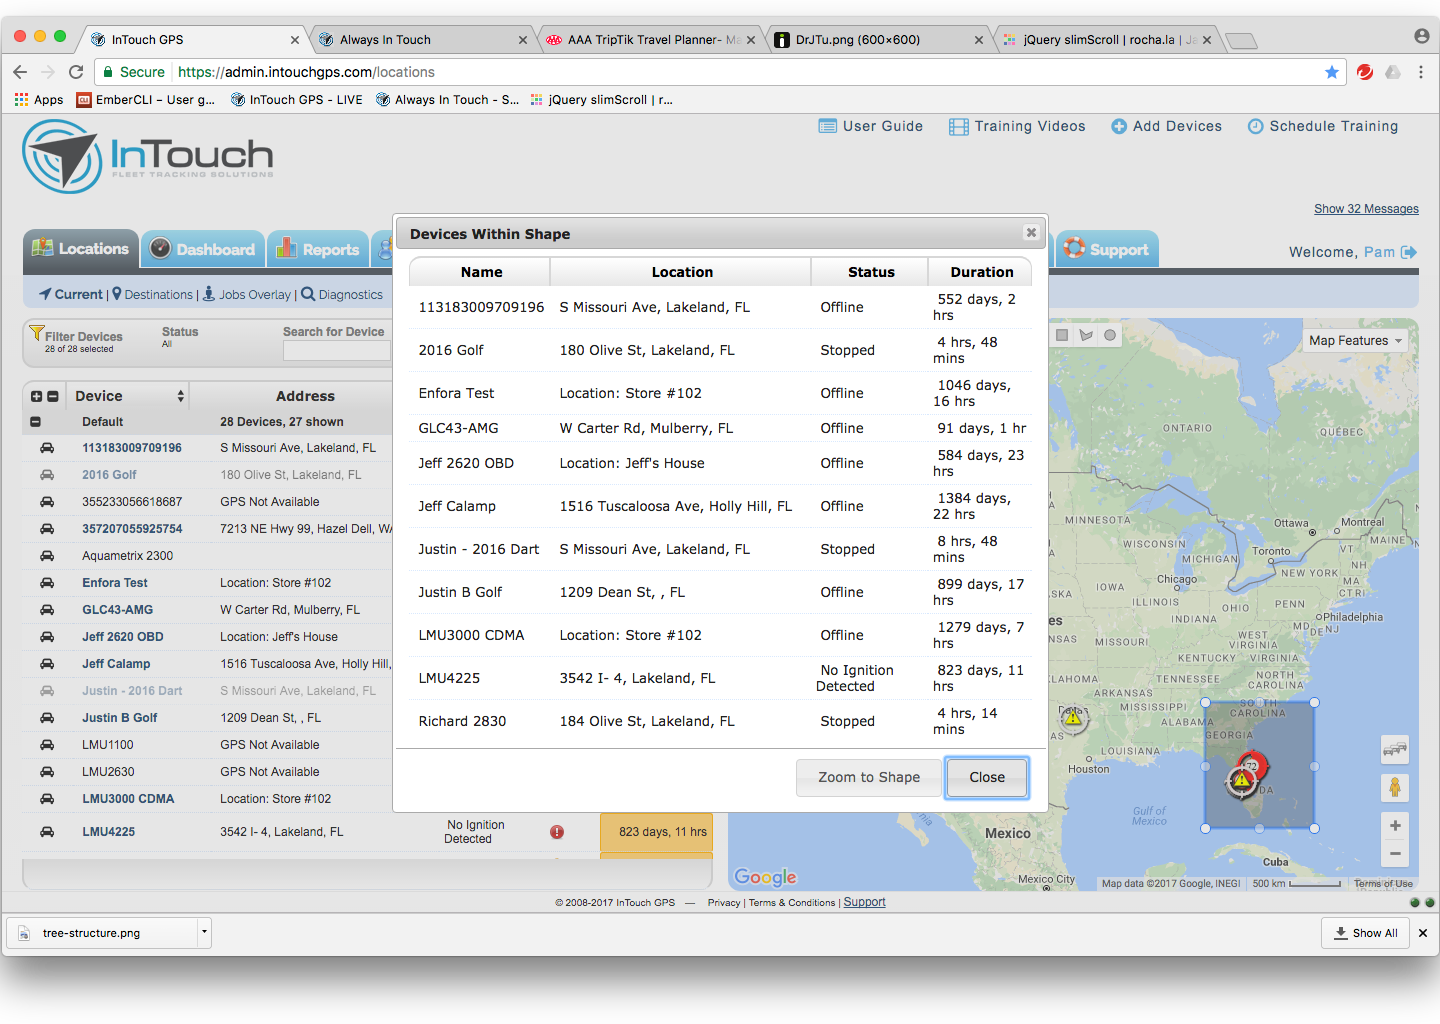 InTouch GPS
Always In Touch
AAA TripTik Travel Planner- Ma
DrJTu.png (600×600)
jQuery slimScroll | rocha.la | Ja
Secure
https://admin.intouchgps.com/locations
Apps
EmberCLI - User g...
InTouch GPS - LIVE
Always In Touch - S...
jQuery slimScroll | r...
InTouch
FLEET TRACKING SOLUTIONS
User Guide
Training Videos
Add Devices
Schedule Training
Show 32 Messages
Locations
Dashboard
Reports
Support
Welcome, Pam
Current | Destinations | Jobs Overlay | Diagnostics
Filter Devices
28 of 28 selected
Status
All
Search for Device
Device
Address
Default
28 Devices, 27 shown
113183009709196 S Missouri Ave, Lakeland, FL
2016 Golf 180 Olive St, Lakeland, FL
355233056618687 GPS Not Available
357207055925754 7213 NE Hwy 99, Hazel Dell, WA
Aquametrix 2300
Enfora Test Location: Store #102
GLC43-AMG W Carter Rd, Mulberry, FL
Jeff 2620 OBD Location: Jeff's House
Jeff Calamp 1516 Tuscaloosa Ave, Holly Hill,
Justin - 2016 Dart S Missouri Ave, Lakeland, FL
Justin B Golf 1209 Dean St, , FL
LMU1100 GPS Not Available
LMU2630 GPS Not Available
LMU3000 CDMA Location: Store #102
LMU4225 3542 I- 4, Lakeland, FL
No Ignition
Detected
823 days, 11 hrs
Devices Within Shape
Name Location Status Duration
113183009709196 S Missouri Ave, Lakeland, FL Offline 552 days, 2
hrs
2016 Golf 180 Olive St, Lakeland, FL Stopped 4 hrs, 48
mins
Enfora Test Location: Store #102 Offline 1046 days,
16 hrs
GLC43-AMG W Carter Rd, Mulberry, FL Offline 91 days, 1 hr
Jeff 2620 OBD Location: Jeff's House Offline 584 days, 23
hrs
Jeff Calamp 1516 Tuscaloosa Ave, Holly Hill, FL Offline 1384 days,
22 hrs
Justin - 2016 Dart S Missouri Ave, Lakeland, FL Stopped 8 hrs, 48
mins
Justin B Golf 1209 Dean St, , FL Offline 899 days, 17
hrs
LMU3000 CDMA Location: Store #102 Offline 1279 days, 7
hrs
LMU4225 3542 I- 4, Lakeland, FL No Ignition
Detected 823 days, 11
hrs
Richard 2830 184 Olive St, Lakeland, FL Stopped 4 hrs, 14
mins
Zoom to Shape
Close
Map Features
ONTARIO
QUÉBEC
MINNESOTA
Ottawa
Montreal
WISCONSIN
VT
MAINE
MICHIGAN
Toronto
NH
NEW YORK
MA
CT RI
IOWA
Chicago
ILLINOIS
INDIANA
OHIO
PENN
Philadelphia
MD
DE NJ
MISSOURI
WEST
VIRGINIA
KENTUCKY
VIRGINIA
TENNESSEE
NORTH
CAROLINA
ARKANSAS
MISSISSIPPI
ALABAMA
SOUTH
CAROLINA
GEORGIA
Dallas
LOUISIANA
Houston
72
Gulf of
Mexico
Mexico
Mexico City
Cuba
Google
Map data ©2017 Google, INEGI
500 km
Terms of Use
© 2008-2017 InTouch GPS — Privacy | Terms & Conditions | Support
tree-structure.png
Show All